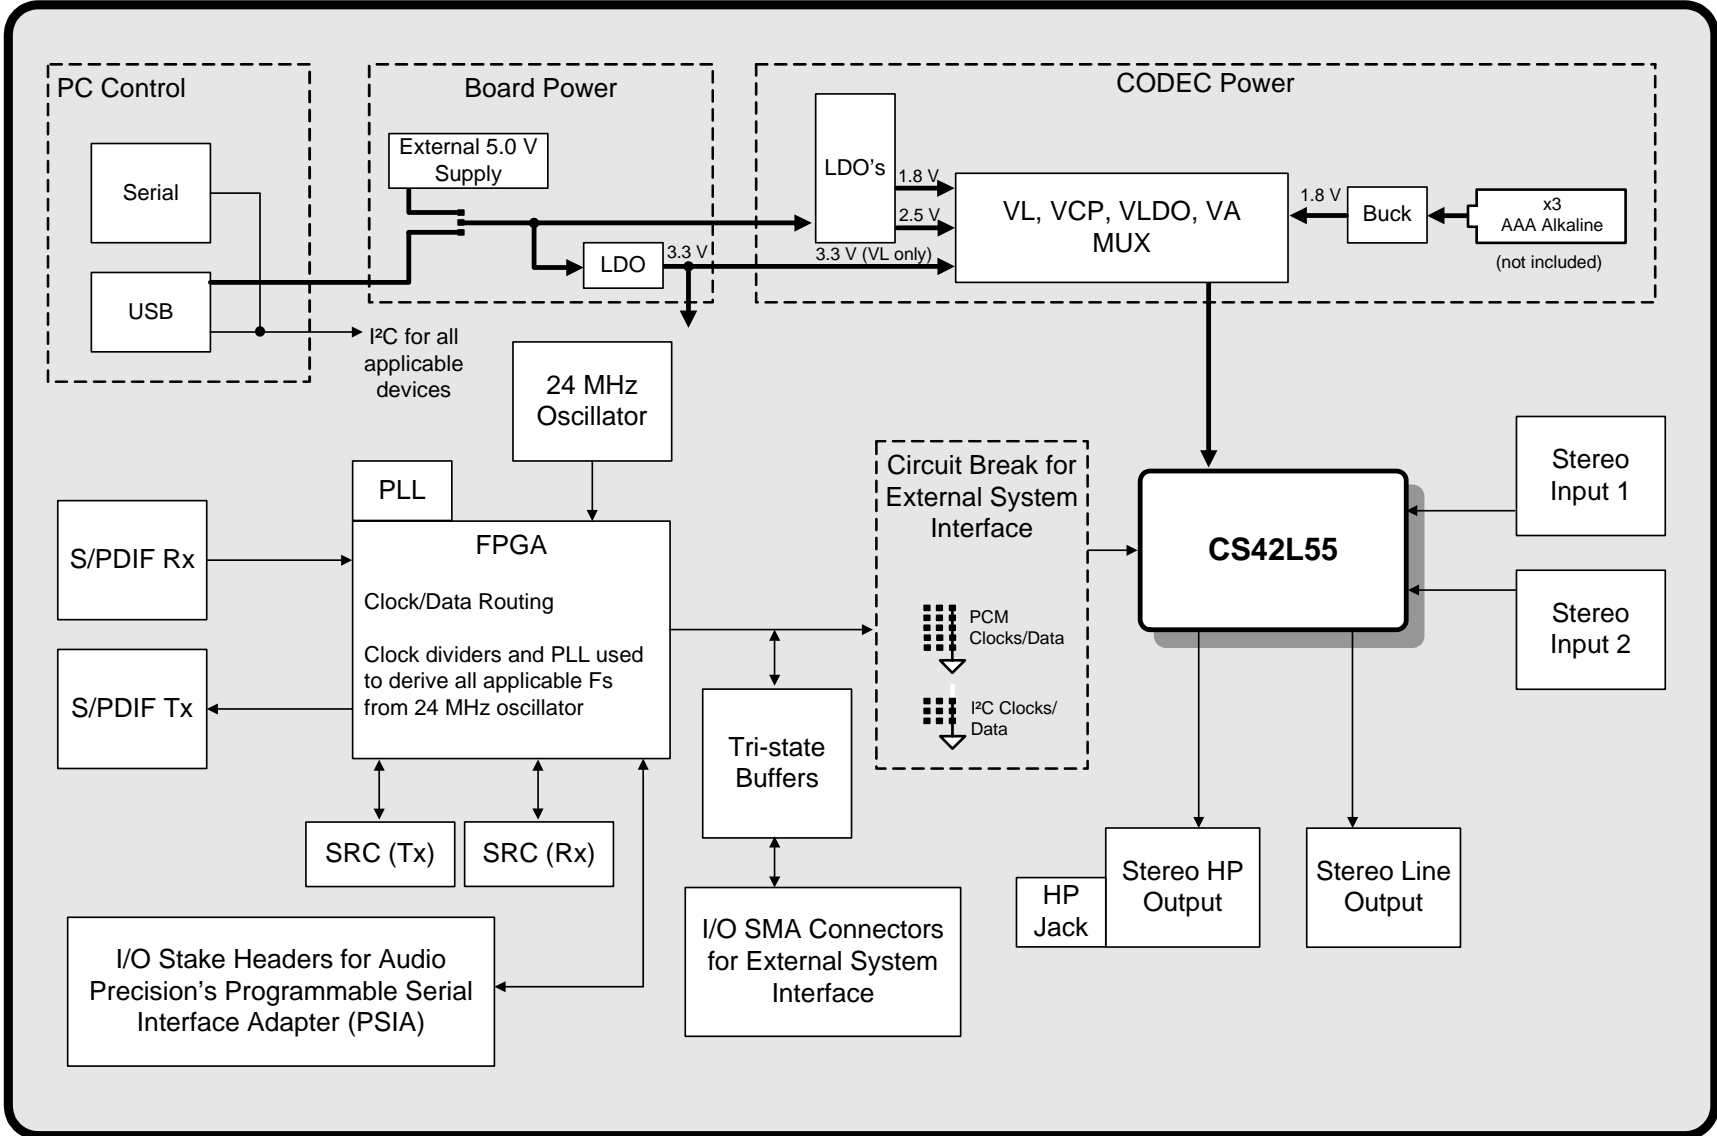 PC Control
Serial
USB
I²C for all
applicable
devices
Board Power
External 5.0 V
Supply
LDO
3.3 V
CODEC Power
LDO's
1.8 V
2.5 V
3.3 V (VL only)
VL, VCP, VLDO, VA
MUX
1.8 V
Buck
x3
AAA Alkaline
(not included)
24 MHz
Oscillator
PLL
FPGA
Clock/Data Routing
Clock dividers and PLL used
to derive all applicable Fs
from 24 MHz oscillator
S/PDIF Rx
S/PDIF Tx
SRC (Tx)
SRC (Rx)
I/O Stake Headers for Audio
Precision's Programmable Serial
Interface Adapter (PSIA)
Tri-state
Buffers
I/O SMA Connectors
for External System
Interface
Circuit Break for
External System
Interface
PCM
Clocks/Data
I²C Clocks/
Data
CS42L55
Stereo
Input 1
Stereo
Input 2
HP
Jack
Stereo HP
Output
Stereo Line
Output